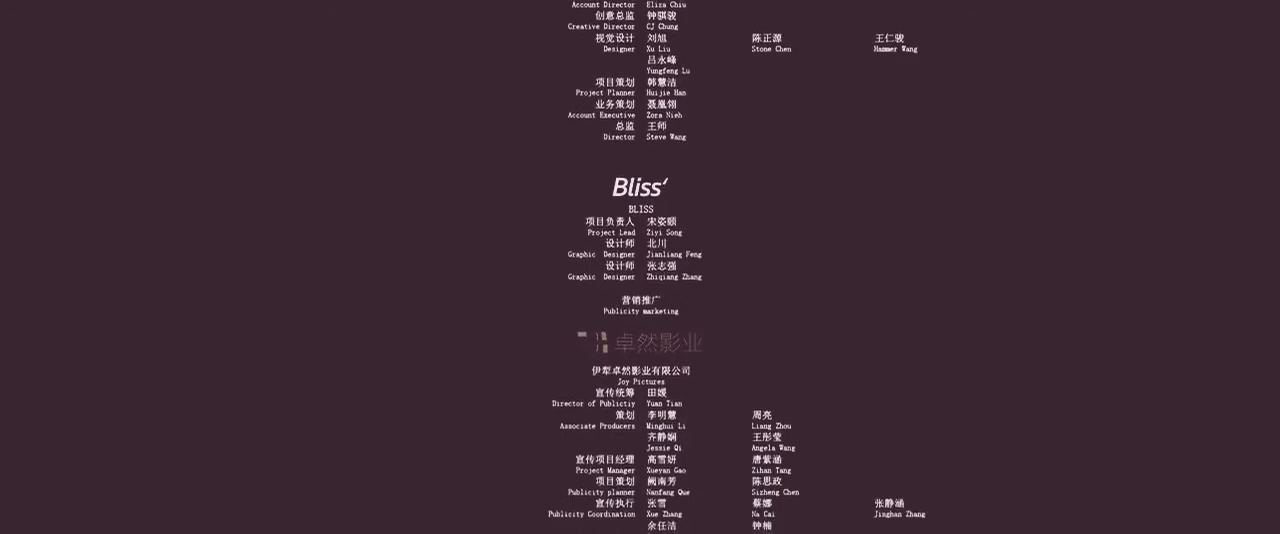 Account Director Eliza Chiu
创意总监 钟骐骏
Creative Director CJ Chung
视觉设计 刘旭 陈正源 王仁骏
Designer Xu Liu Stone Chen Hammer Wang
吕永峰
Yungfeng Lu
项目策划 韩慧洁
Project Planner Huijie Han
业务策划 聂凰翎
Account Executive Zora Nieh
总监 王师
Director Steve Wang
Bliss‘
BLISS
项目负责人 宋姿颐
Project Lead Ziyi Song
设计师 北川
Graphic Designer Jianliang Feng
设计师 张志强
Graphic Designer Zhiqiang Zhang
营销推广
Publicity marketing
卓然影业
伊犁卓然影业有限公司
Joy Pictures
宣传统筹 田媛
Director of Publictiy Yuan Tian
策划 李明慧 周亮
Associate Producers Minghui Li Liang Zhou
齐静娴 王彤莹
Jessie Qi Angela Wang
宣传项目经理 高雪妍 唐紫涵
Project Manager Xueyan Gao Zihan Tang
项目策划 阙南芳 陈思政
Publicity planner Nanfang Que Sizheng Chen
宣传执行 张雪 蔡娜 张静涵
Publicity Coordination Xue Zhang Na Cai Jinghan Zhang
余任洁 钟楠